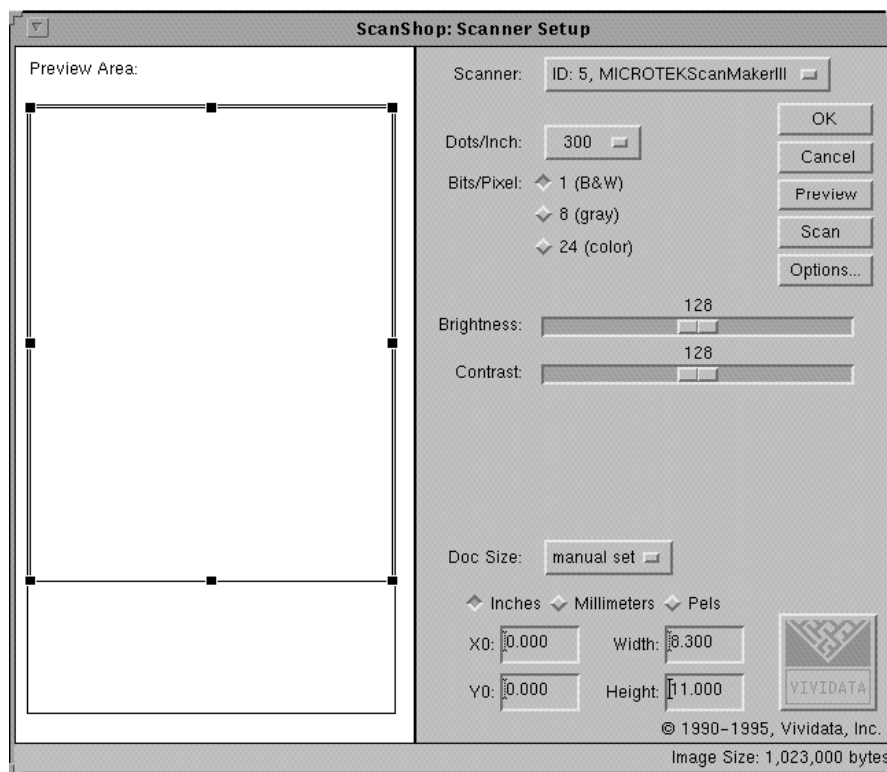 ScanShop: Scanner Setup
Preview Area:
Scanner: ID: 5, MICROTEKScanMakerIII
OK
Dots/Inch: 300
Cancel
Bits/Pixel: 1 (B&W)
Preview
8 (gray)
Scan
24 (color)
Options...
128
Brightness:
128
Contrast:
Doc Size: manual set
Inches Millimeters Pels
X0: 0.000 Width: 8.300
Y0: 0.000 Height: 11.000
VIVIDATA
© 1990-1995, Vividata, Inc.
Image Size: 1,023,000 bytes